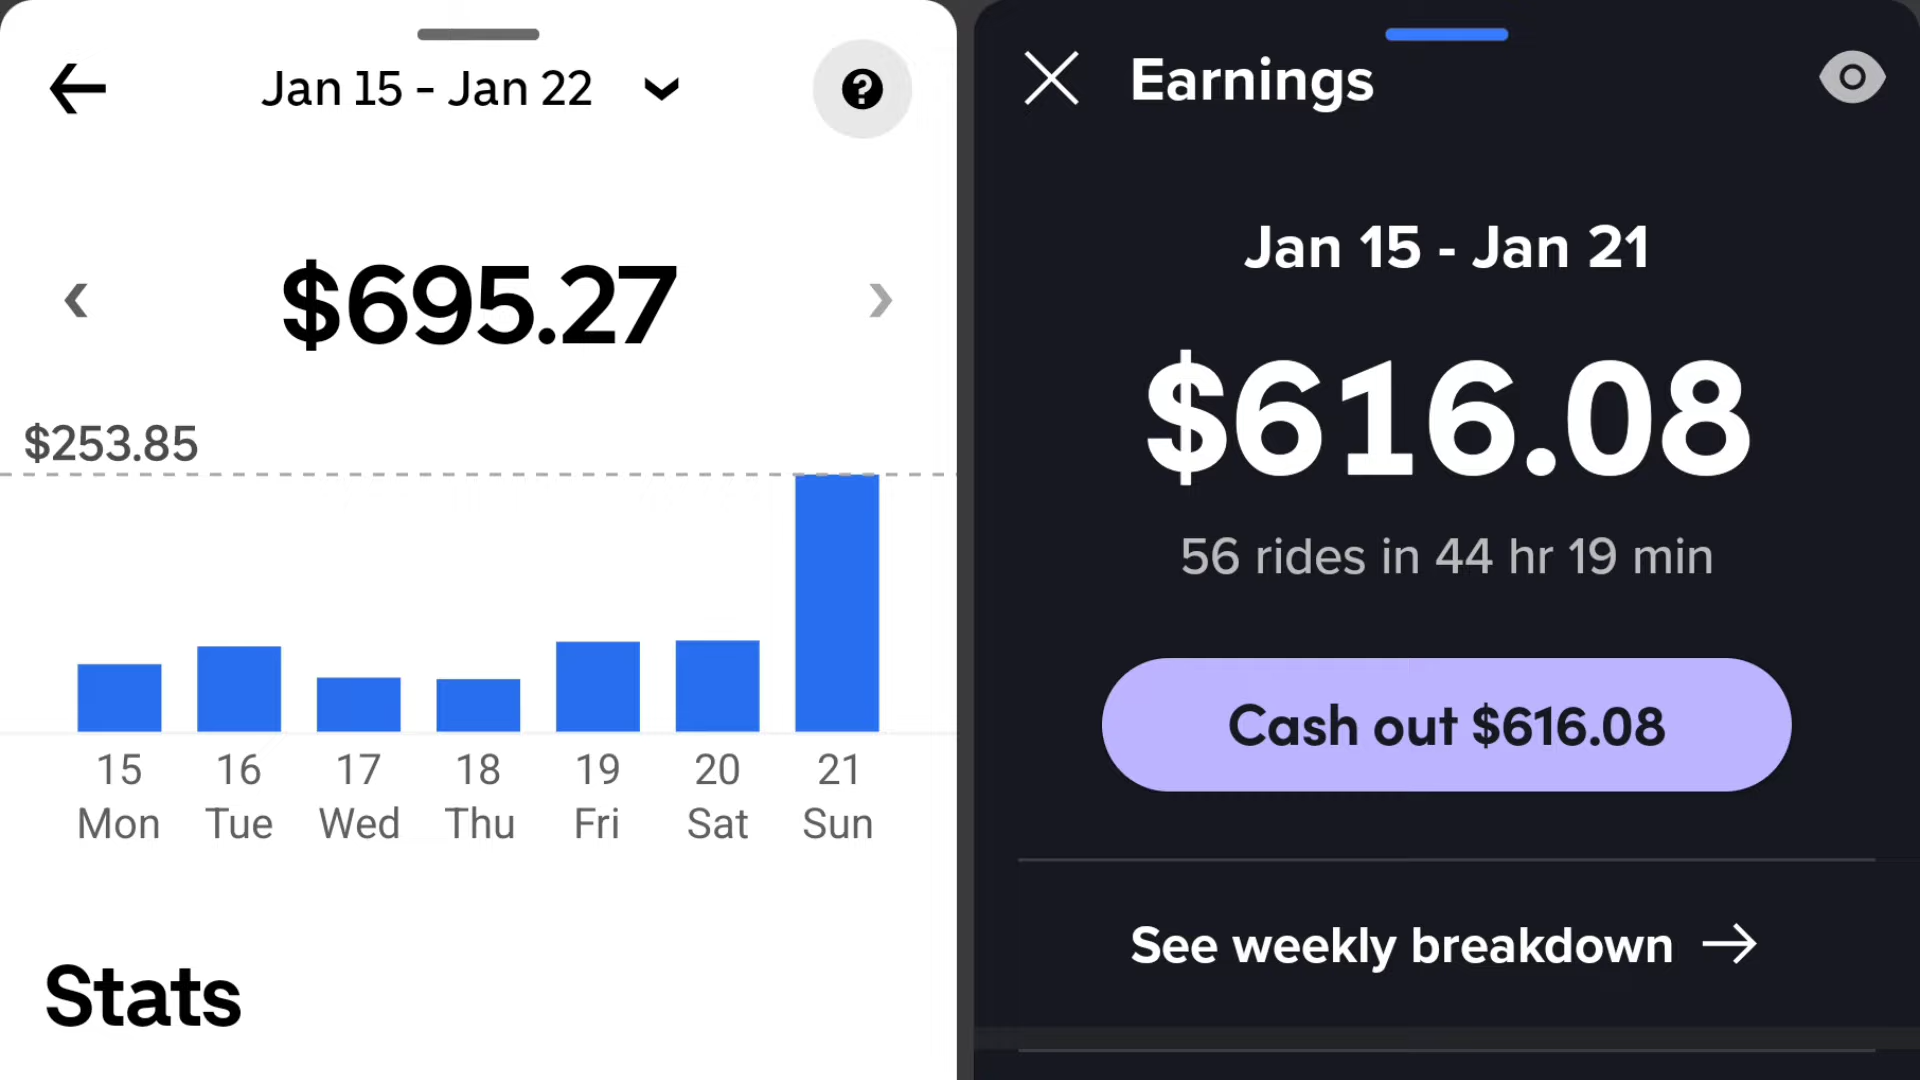 Jan 15 - Jan 22
?
$695.27
$253.85
15 16 17 18 19 20 21
Mon Tue Wed Thu Fri Sat Sun
Stats
Earnings
Jan 15 - Jan 21
$616.08
56 rides in 44 hr 19 min
Cash out $616.08
See weekly breakdown